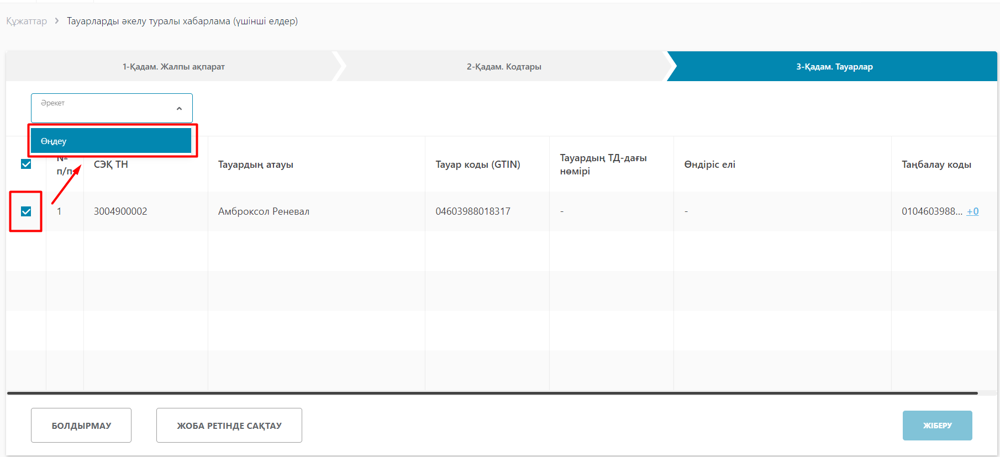 Құжаттар > Тауарларды әкелу туралы хабарлама (үшінші елдер)
1-Қадам. Жалпы ақпарат
2-Қадам. Кодтары
3-Қадам. Тауарлар
Әрекет
Өңдеу
№ п/п
СЭҚ ТН
Тауардың атауы
Тауар коды (GTIN)
Тауардың ТД-дағы
нөмірі
Өндіріс елі
Таңбалау коды
1
3004900002
Амброксол Реневал
04603988018317
-
-
0104603988... +0
БОЛДЫРМАУ
ЖОБА РЕТІНДЕ САҚТАУ
ЖІБЕРУ